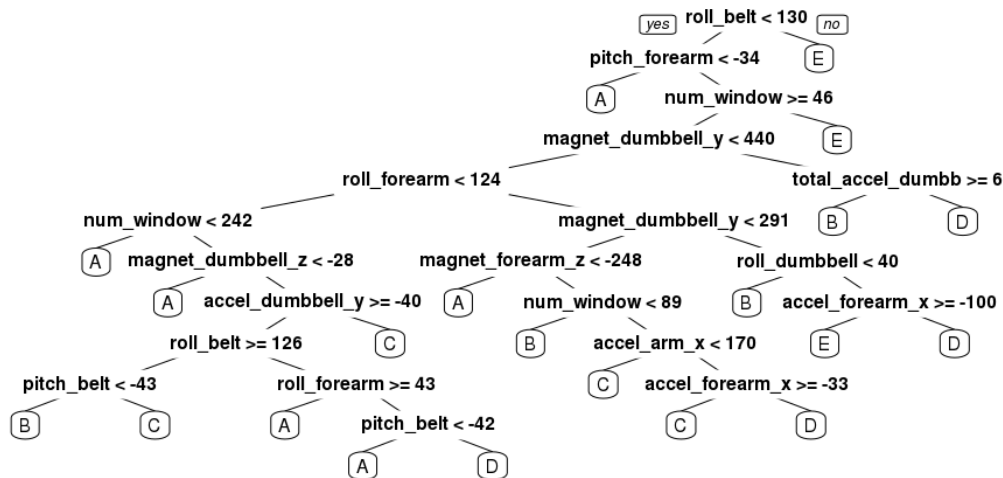 yes roll_belt < 130 no
pitch_forearm < -34 E
A num_window >= 46
magnet_dumbbell_y < 440 E
roll_forearm < 124 total_accel_dumbb >= 6
num_window < 242 magnet_dumbbell_y < 291 B D
A magnet_dumbbell_z < -28 magnet_forearm_z < -248 roll_dumbbell < 40
A accel_dumbbell_y >= -40 A num_window < 89 B accel_forearm_x >= -100
roll_belt >= 126 C B accel_arm_x < 170 E D
pitch_belt < -43 roll_forearm >= 43 C accel_forearm_x >= -33
B C A pitch_belt < -42 C D
A D